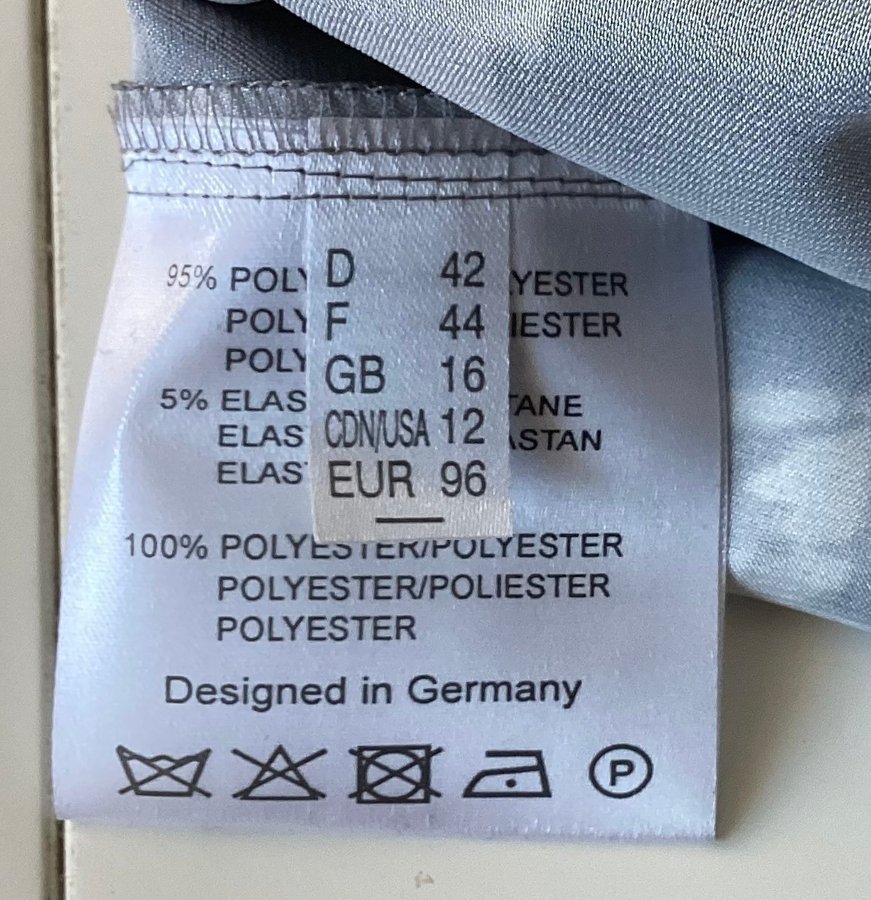 D 42
F 44
GB 16
CDN/USA 12
EUR 96
95% POLY YESTER
POLY IESTER
POLY
5% ELAS TANE
ELAS ASTAN
ELAS
100% POLYESTER/POLYESTER
POLYESTER/POLIESTER
POLYESTER
Designed in Germany
P